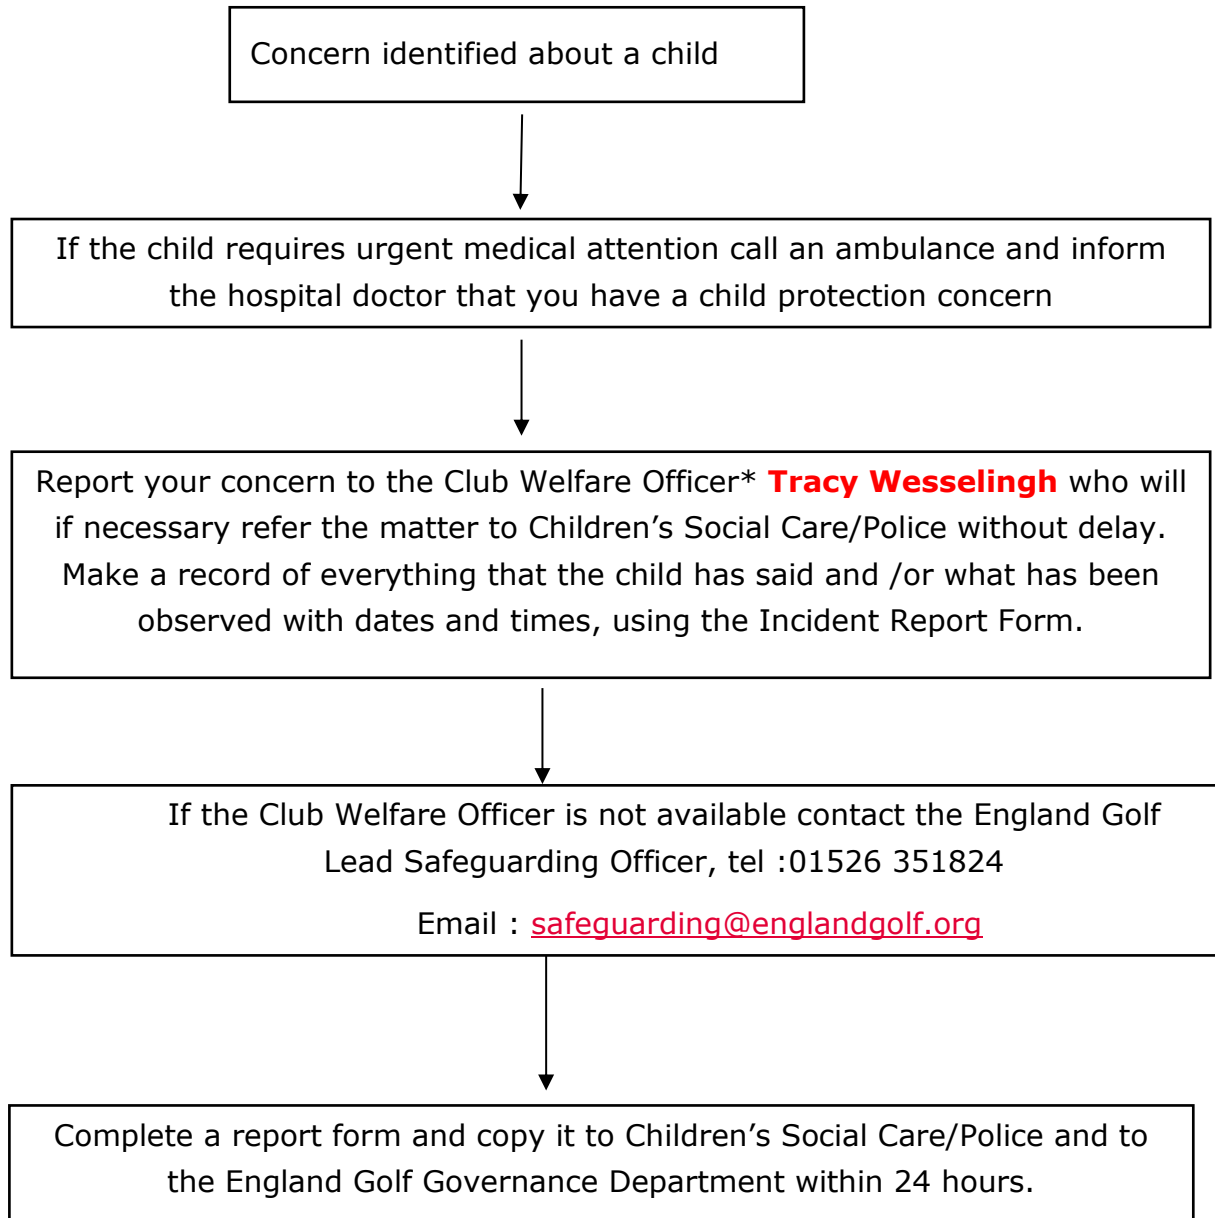 Concern identified about a child
If the child requires urgent medical attention call an ambulance and inform
the hospital doctor that you have a child protection concern
Report your concern to the Club Welfare Officer* Tracy Wesselingh who will
if necessary refer the matter to Children’s Social Care/Police without delay.
Make a record of everything that the child has said and /or what has been
observed with dates and times, using the Incident Report Form.
If the Club Welfare Officer is not available contact the England Golf
Lead Safeguarding Officer, tel :01526 351824
Email : safeguarding@englandgolf.org
Complete a report form and copy it to Children’s Social Care/Police and to
the England Golf Governance Department within 24 hours.